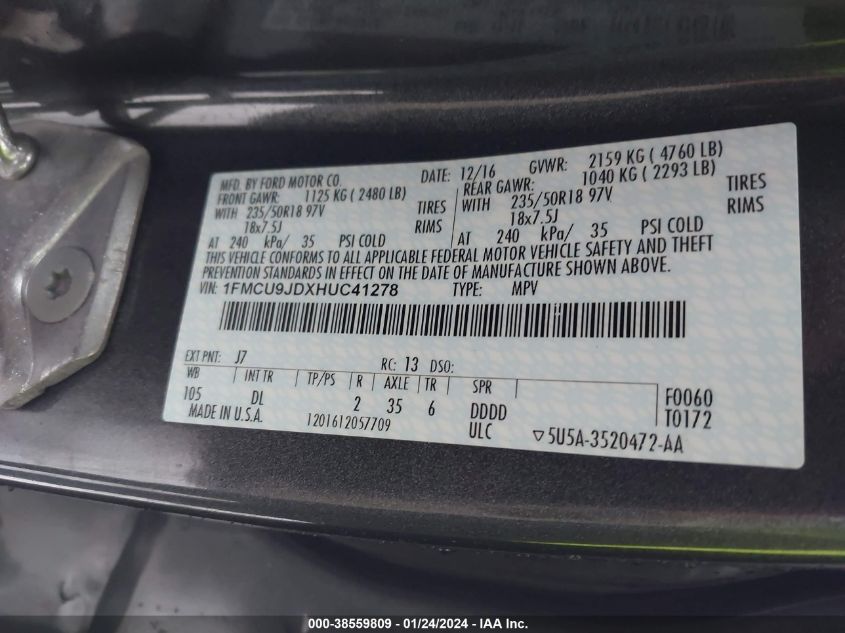 MFD. BY FORD MOTOR CO. DATE: 12/16 GVWR: 2159 KG ( 4760 LB)
FRONT GAWR: 1125 KG ( 2480 LB) REAR GAWR: 1040 KG ( 2293 LB)
WITH 235/50R18 97V TIRES WITH 235/50R18 97V TIRES
18x7.5J RIMS 18x7.5J RIMS
AT 240 kPa/ 35 PSI COLD AT 240 kPa/ 35 PSI COLD
THIS VEHICLE CONFORMS TO ALL APPLICABLE FEDERAL MOTOR VEHICLE SAFETY AND THEFT
PREVENTION STANDARDS IN EFFECT ON THE DATE OF MANUFACTURE SHOWN ABOVE.
VIN: 1FMCU9JDXHUC41278 TYPE: MPV
EXT PNT: J7 RC: 13 DSO:
WB INT TR TP/PS R AXLE TR SPR
105 DL 2 35 6 DDDD F0060
MADE IN U.S.A. 1201612057709 ULC T0172
▽5U5A-3520472-AA
000-38559809 - 01/24/2024 - IAA Inc.